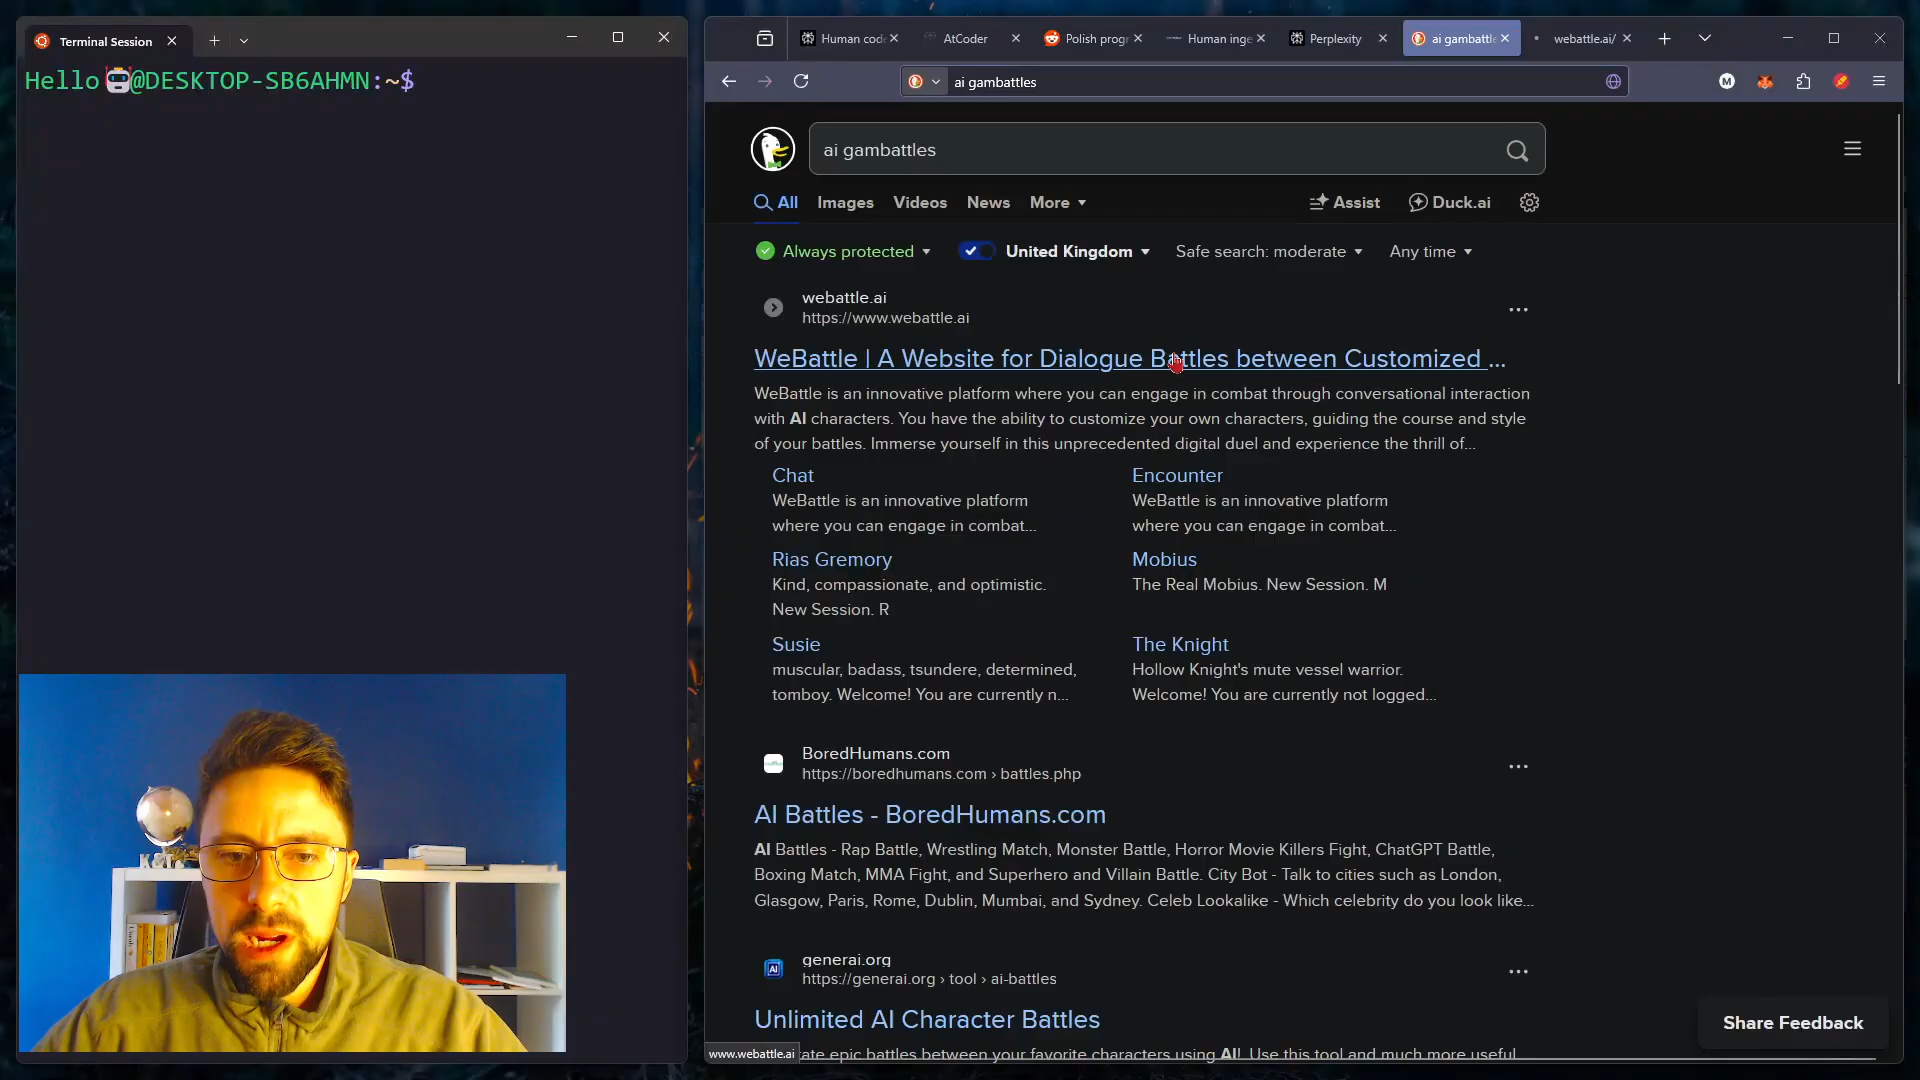 Terminal Session
Hello🤖@DESKTOP-SB6AHMN:~$
Human cod
AtCoder
Polish prog
Human inge
Perplexity
ai gambattle
webattle.ai/
ai gambattles
M
ai gambattles
All
Images
Videos
News
More
Assist
Duck.ai
Always protected
United Kingdom
Safe search: moderate
Any time
webattle.ai
https://www.webattle.ai
WeBattle | A Website for Dialogue Battles between Customized ...
WeBattle is an innovative platform where you can engage in combat through conversational interaction
with AI characters. You have the ability to customize your own characters, guiding the course and style
of your battles. Immerse yourself in this unprecedented digital duel and experience the thrill of...
Chat
WeBattle is an innovative platform
where you can engage in combat...
Encounter
WeBattle is an innovative platform
where you can engage in combat...
Rias Gremory
Kind, compassionate, and optimistic.
New Session. R
Mobius
The Real Mobius. New Session. M
Susie
muscular, badass, tsundere, determined,
tomboy. Welcome! You are currently n...
The Knight
Hollow Knight's mute vessel warrior.
Welcome! You are currently not logged...
BoredHumans.com
https://boredhumans.com › battles.php
AI Battles - BoredHumans.com
AI Battles - Rap Battle, Wrestling Match, Monster Battle, Horror Movie Killers Fight, ChatGPT Battle,
Boxing Match, MMA Fight, and Superhero and Villain Battle. City Bot - Talk to cities such as London,
Glasgow, Paris, Rome, Dublin, Mumbai, and Sydney. Celeb Lookalike - Which celebrity do you look like...
AI
generai.org
https://generai.org › tool › ai-battles
Unlimited AI Character Battles
ate epic battles between your favorite characters using AI! Use this tool and much more useful
www.webattle.ai
Share Feedback